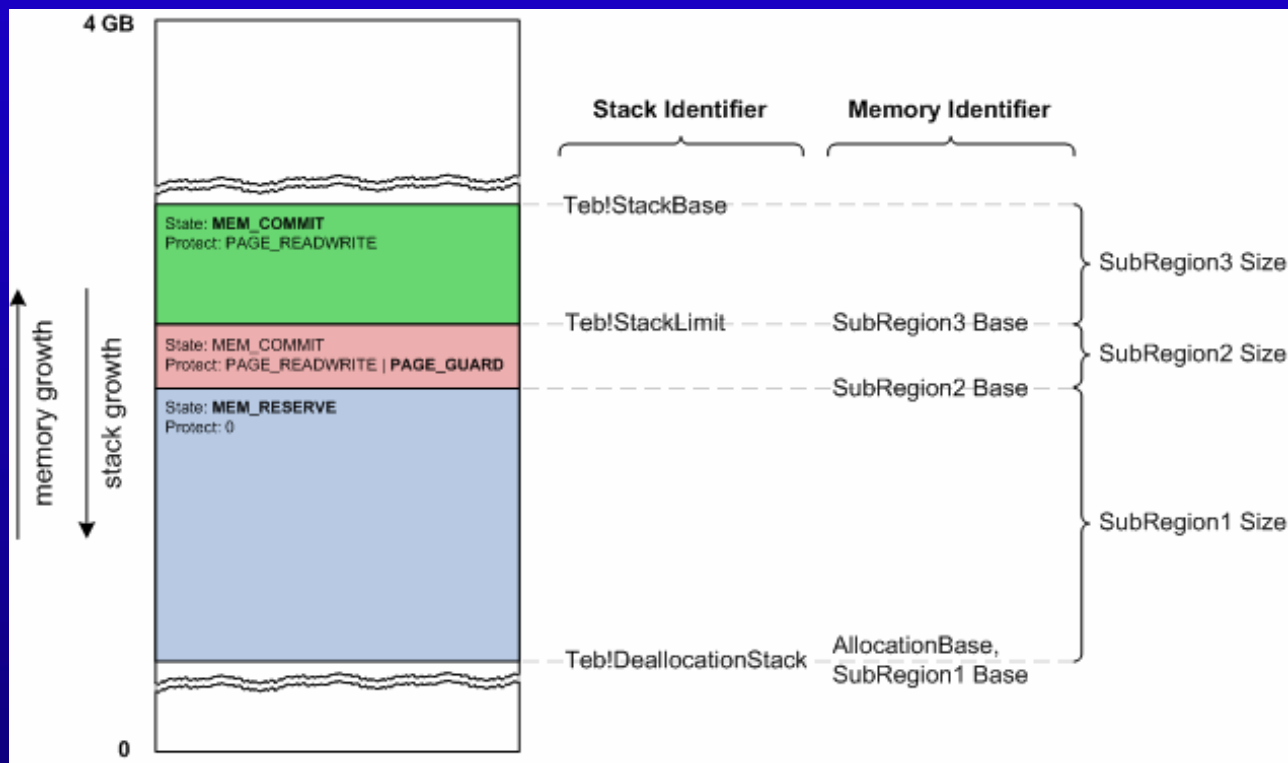 4 GB
Stack Identifier
Memory Identifier
Teb!StackBase
State: MEM_COMMIT
Protect: PAGE_READWRITE
SubRegion3 Size
Teb!StackLimit
SubRegion3 Base
State: MEM_COMMIT
Protect: PAGE_READWRITE | PAGE_GUARD
SubRegion2 Size
SubRegion2 Base
State: MEM_RESERVE
Protect: 0
memory growth
stack growth
SubRegion1 Size
Teb!DeallocationStack
AllocationBase,
SubRegion1 Base
0